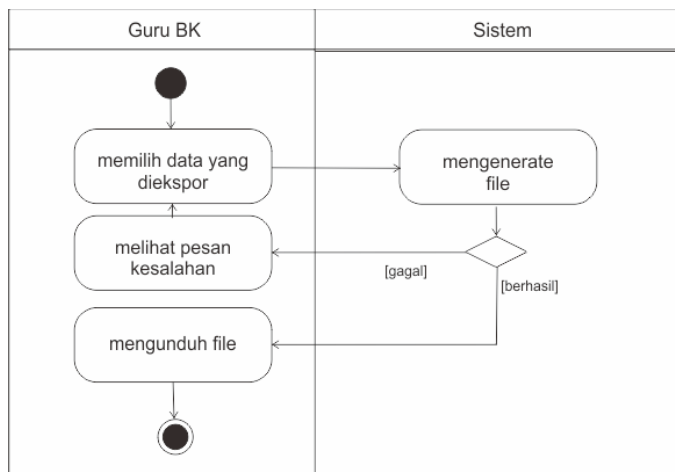 Guru BK
Sistem
memilih data yang
diekspor
mengenerate
file
melihat pesan
kesalahan
[gagal]
[berhasil]
mengunduh file